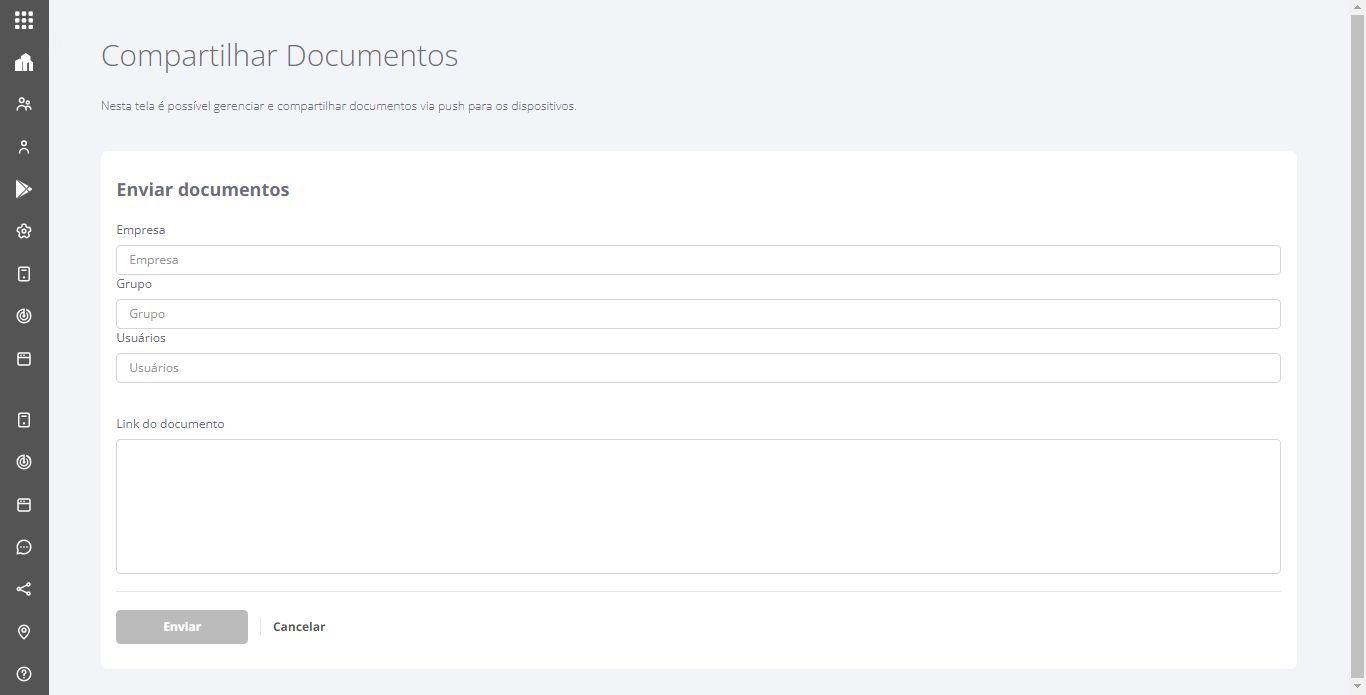 Compartilhar Documentos
Nesta tela é possível gerenciar e compartilhar documentos via push para os dispositivos.
Enviar documentos
Empresa
Empresa
Grupo
Grupo
Usuários
Usuários
Link do documento
Enviar
Cancelar